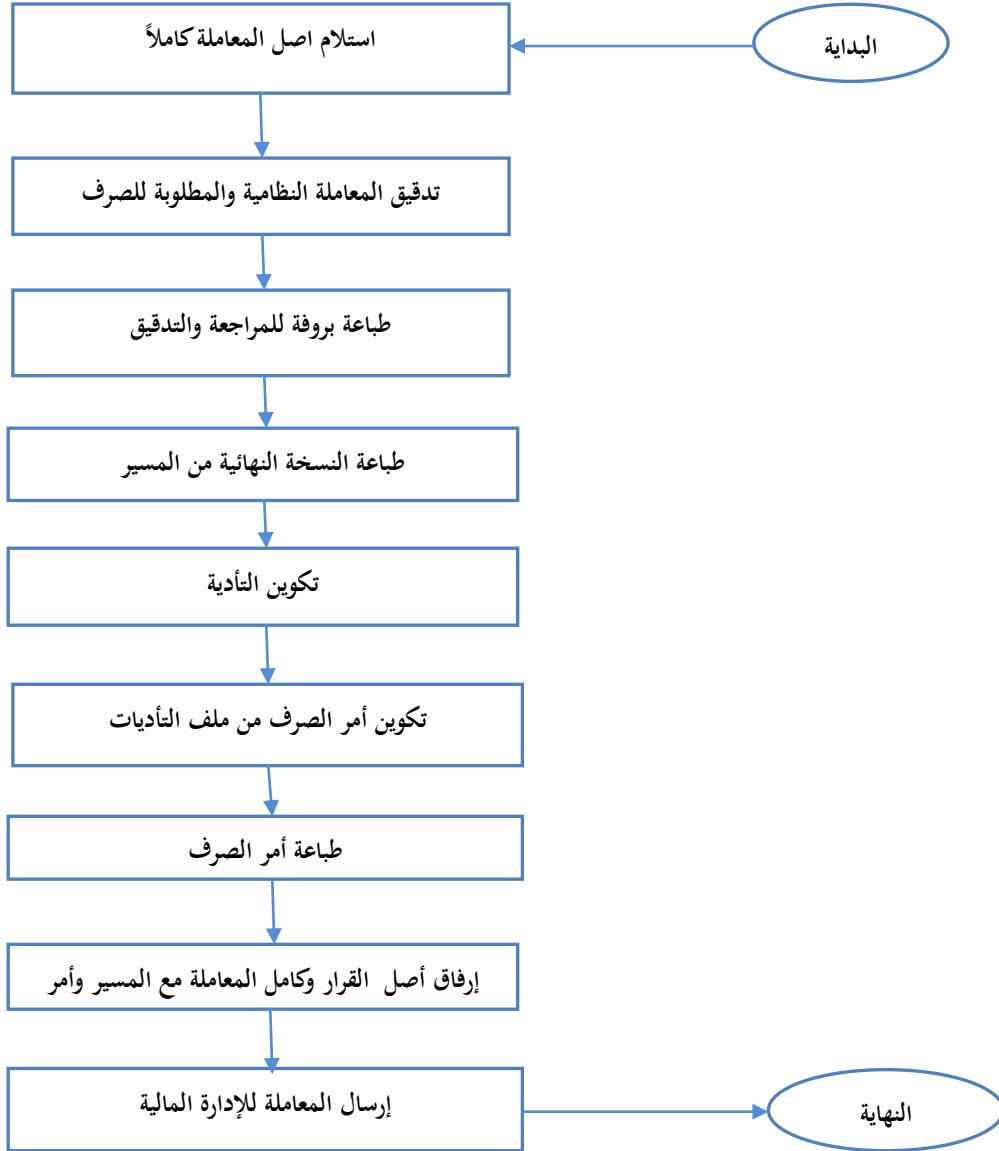 البداية
استلام اصل المعاملة كاملاً
تدقيق المعاملة النظامية والمطلوبة للصرف
طباعة بروفة للمراجعة والتدقيق
طباعة النسخة النهائية من المسير
تكوين التأدية
تكوين أمر الصرف من ملف التأديات
طباعة أمر الصرف
إرفاق أصل القرار وكامل المعاملة مع المسير وأمر
إرسال المعاملة للإدارة المالية
النهاية